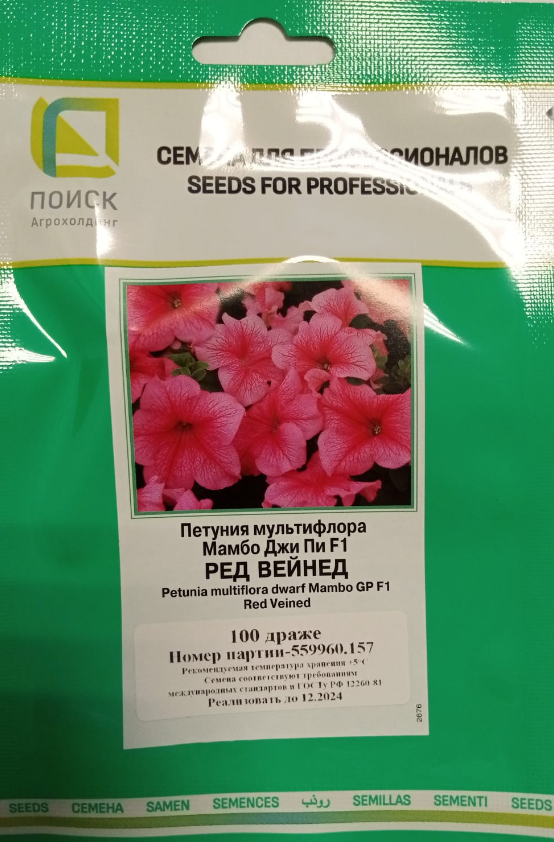 СЕМЕНА ДЛЯ ПРОФЕССИОНАЛОВ
SEEDS FOR PROFESSIONALS
ПОИСК
Агрохолдинг
Петуния мультифлора
Мамбо Джи Пи F1
РЕД ВЕЙНЕД
Petunia multiflora dwarf Mambo GP F1
Red Veined
100 драже
Номер партии-559960.157
Рекомендуемая температура хранения +5°С
Семена соответствуют требованиям
международных стандартов и ГОСТу РФ 12260-81
Реализовать до 12.2024
2676
SEEDS СЕМЕНА SAMEN SEMENCES SEMILLAS SEMENTI SEEDS